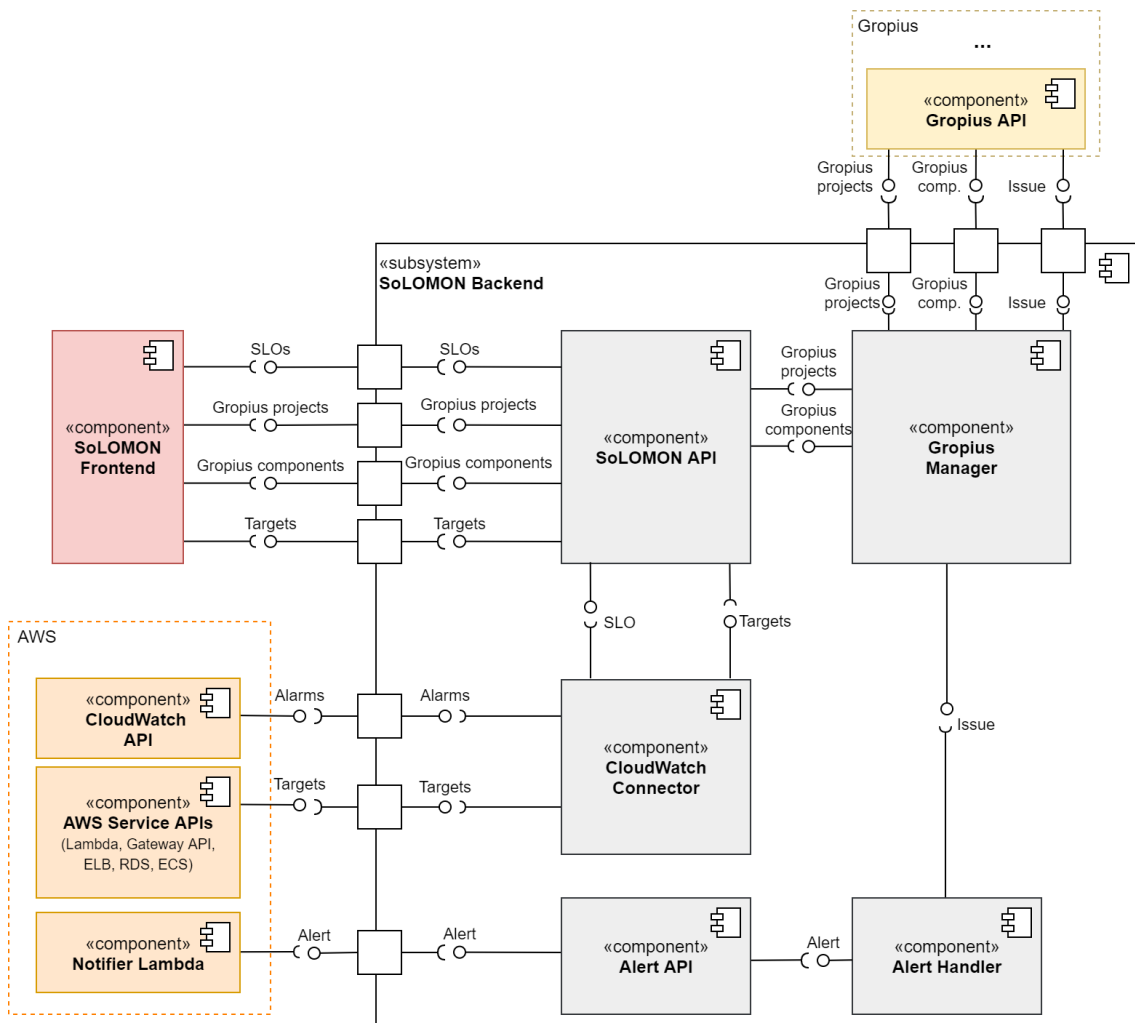 Gropius
...
«component»
Gropius API
Gropius
projects
Gropius
comp.
Issue
«subsystem»
SoLOMON Backend
Gropius
projects
Gropius
comp.
Issue
«component»
SoLOMON
Frontend
SLOs
SLOs
Gropius projects
Gropius projects
Gropius components
Gropius components
Targets
Targets
«component»
SoLOMON API
Gropius
projects
Gropius
components
«component»
Gropius
Manager
SLO
Targets
Issue
AWS
«component»
CloudWatch
API
Alarms
Alarms
«component»
AWS Service APIs
(Lambda, Gateway API,
ELB, RDS, ECS)
Targets
Targets
«component»
CloudWatch
Connector
«component»
Notifier Lambda
Alert
Alert
«component»
Alert API
Alert
«component»
Alert Handler